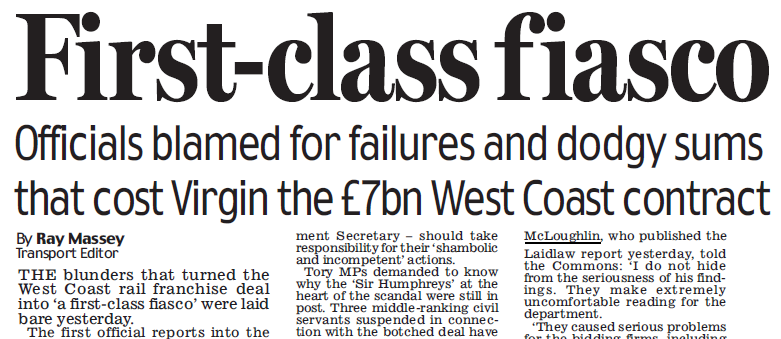 First-class fiasco
Officials blamed for failures and dodgy sums
that cost Virgin the £7bn West Coast contract
By Ray Massey
Transport Editor
THE blunders that turned the
West Coast rail franchise deal
into ‘a first-class fiasco’ were laid
bare yesterday.
The first official reports into the
ment Secretary – should take
responsibility for their ‘shambolic
and incompetent’ actions.
Tory MPs demanded to know
why the ‘Sir Humphreys’ at the
heart of the scandal were still in
post. Three middle-ranking civil
servants suspended in connec-
tion with the botched deal have
McLoughlin, who published the
Laidlaw report yesterday, told
the Commons: ‘I do not hide
from the seriousness of his find-
ings. They make extremely
uncomfortable reading for the
department.
‘They caused serious problems
for the bidding firms, including